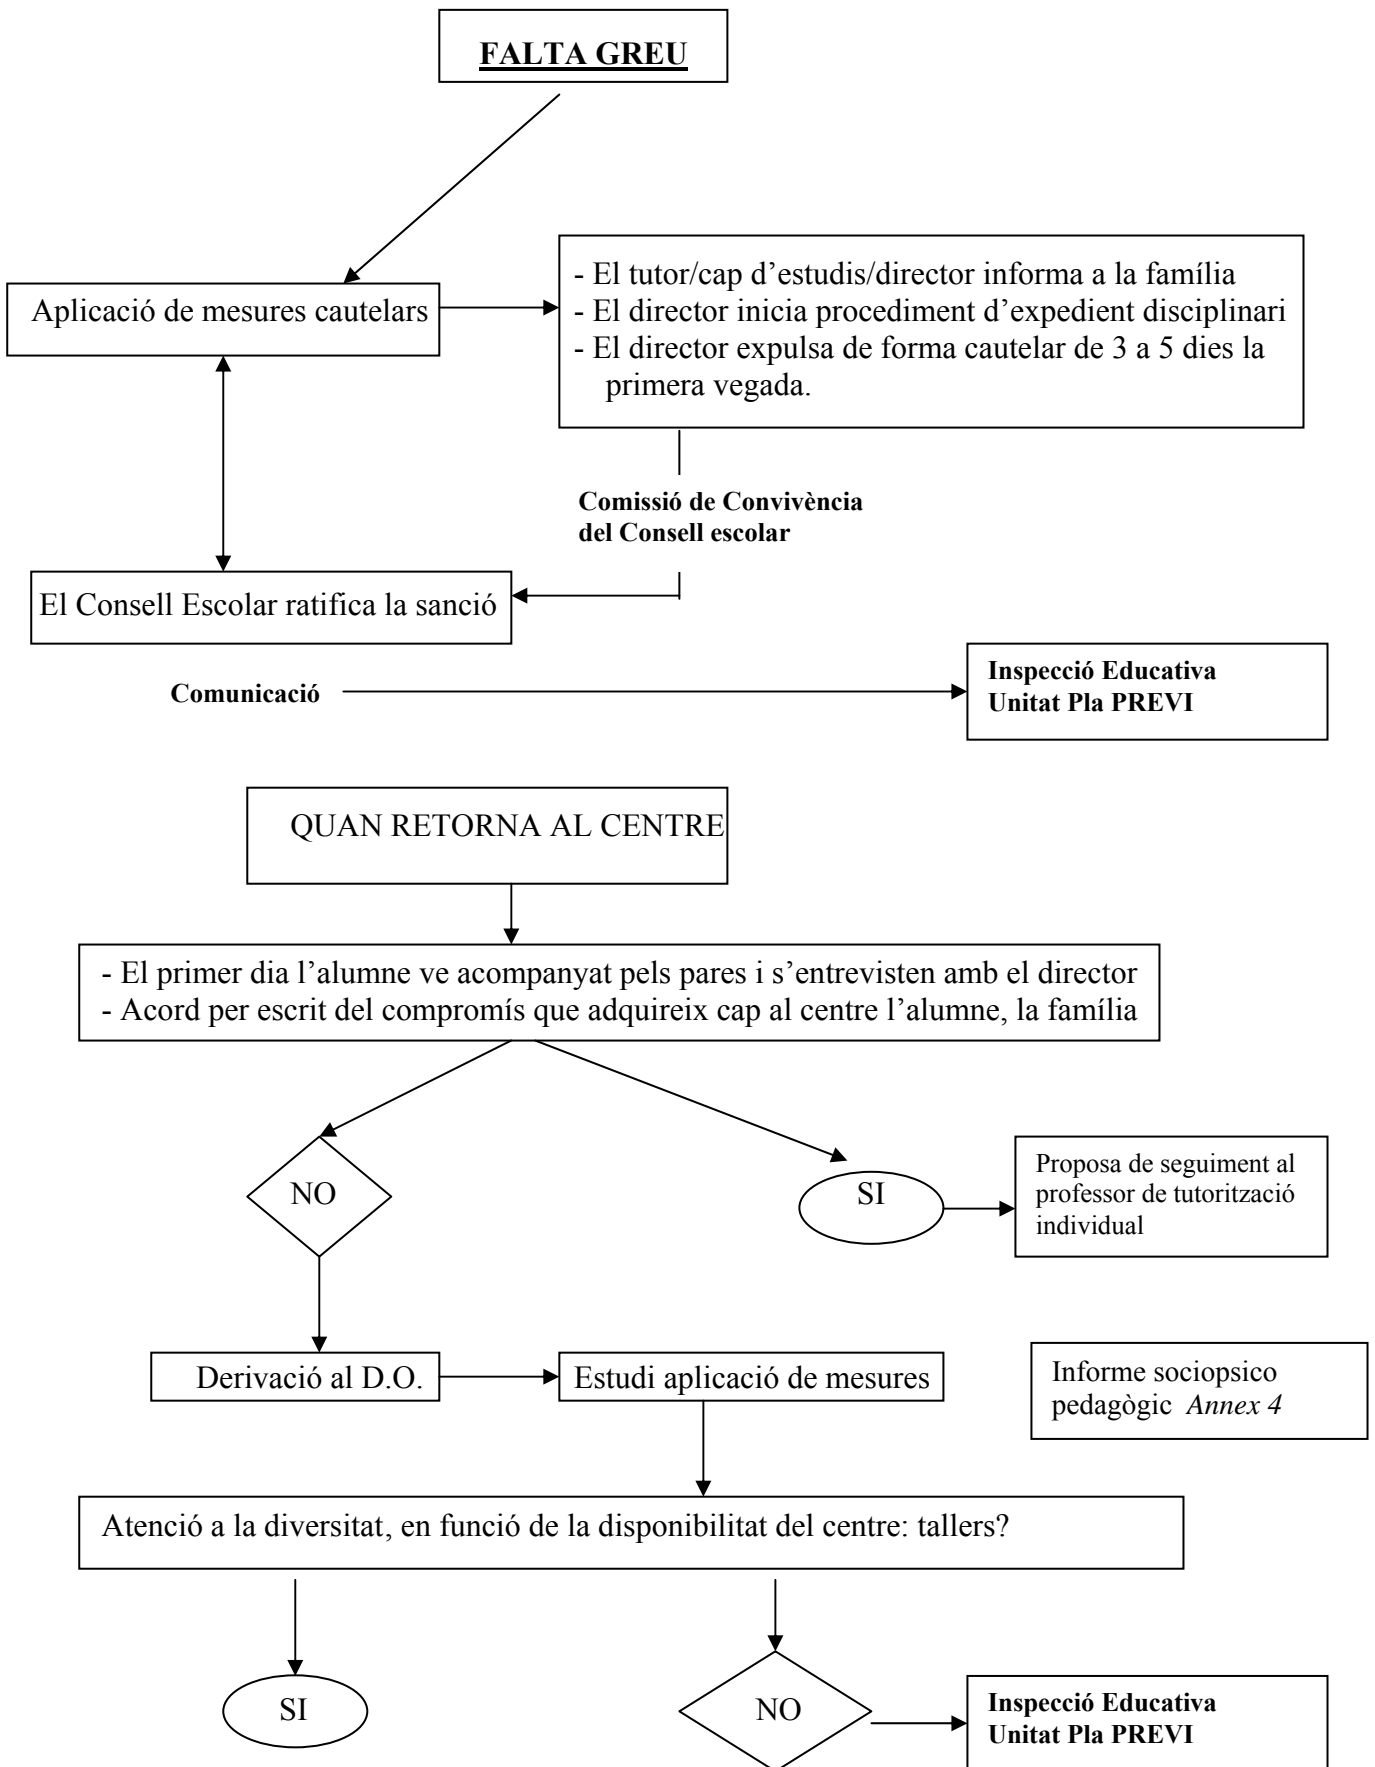 FALTA GREU
Aplicació de mesures cautelars
- El tutor/cap d’estudis/director informa a la família
- El director inicia procediment d’expedient disciplinari
- El director expulsa de forma cautelar de 3 a 5 dies la
primera vegada.
Comissió de Convivència
del Consell escolar
El Consell Escolar ratifica la sanció
Comunicació
Inspecció Educativa
Unitat Pla PREVI
QUAN RETORNA AL CENTRE
- El primer dia l’alumne ve acompanyat pels pares i s’entrevisten amb el director
- Acord per escrit del compromís que adquireix cap al centre l’alumne, la família
NO
SI
Proposa de seguiment al
professor de tutorització
individual
Derivació al D.O.
Estudi aplicació de mesures
Informe sociopsico
pedagògic Annex 4
Atenció a la diversitat, en funció de la disponibilitat del centre: tallers?
SI
NO
Inspecció Educativa
Unitat Pla PREVI